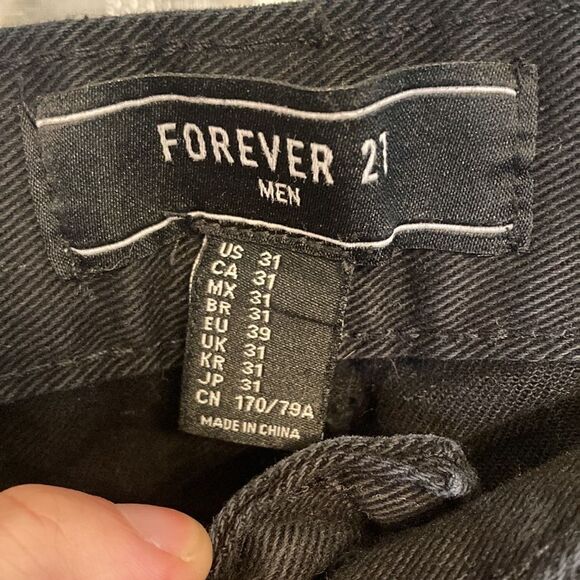 FOREVER 21
MEN
US 31
CA 31
MX 31
BR 31
EU 39
UK 31
KR 31
JP 31
CN 170/79A
MADE IN CHINA